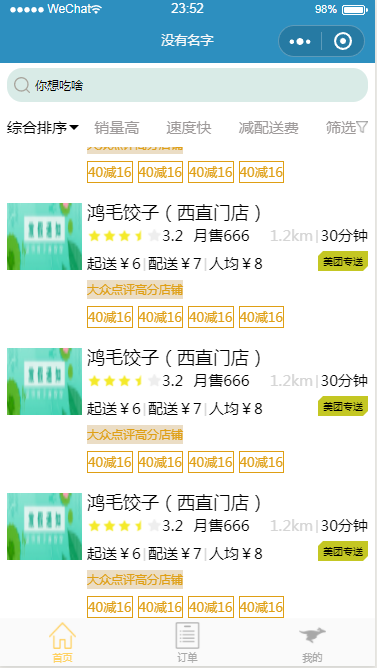 WeChat 23:52 98%
没有名字
你想吃啥
综合排序 销量高 速度快 减配送费 筛选
大众点评高分店铺
40减16 40减16 40减16 40减16
鸿毛饺子（西直门店）
3.2 月售666 1.2km|30分钟
起送￥6|配送￥7|人均￥8 美团专送
大众点评高分店铺
40减16 40减16 40减16 40减16
鸿毛饺子（西直门店）
3.2 月售666 1.2km|30分钟
起送￥6|配送￥7|人均￥8 美团专送
大众点评高分店铺
40减16 40减16 40减16 40减16
鸿毛饺子（西直门店）
3.2 月售666 1.2km|30分钟
起送￥6|配送￥7|人均￥8 美团专送
大众点评高分店铺
40减16 40减16 40减16 40减16
首页 订单 我的